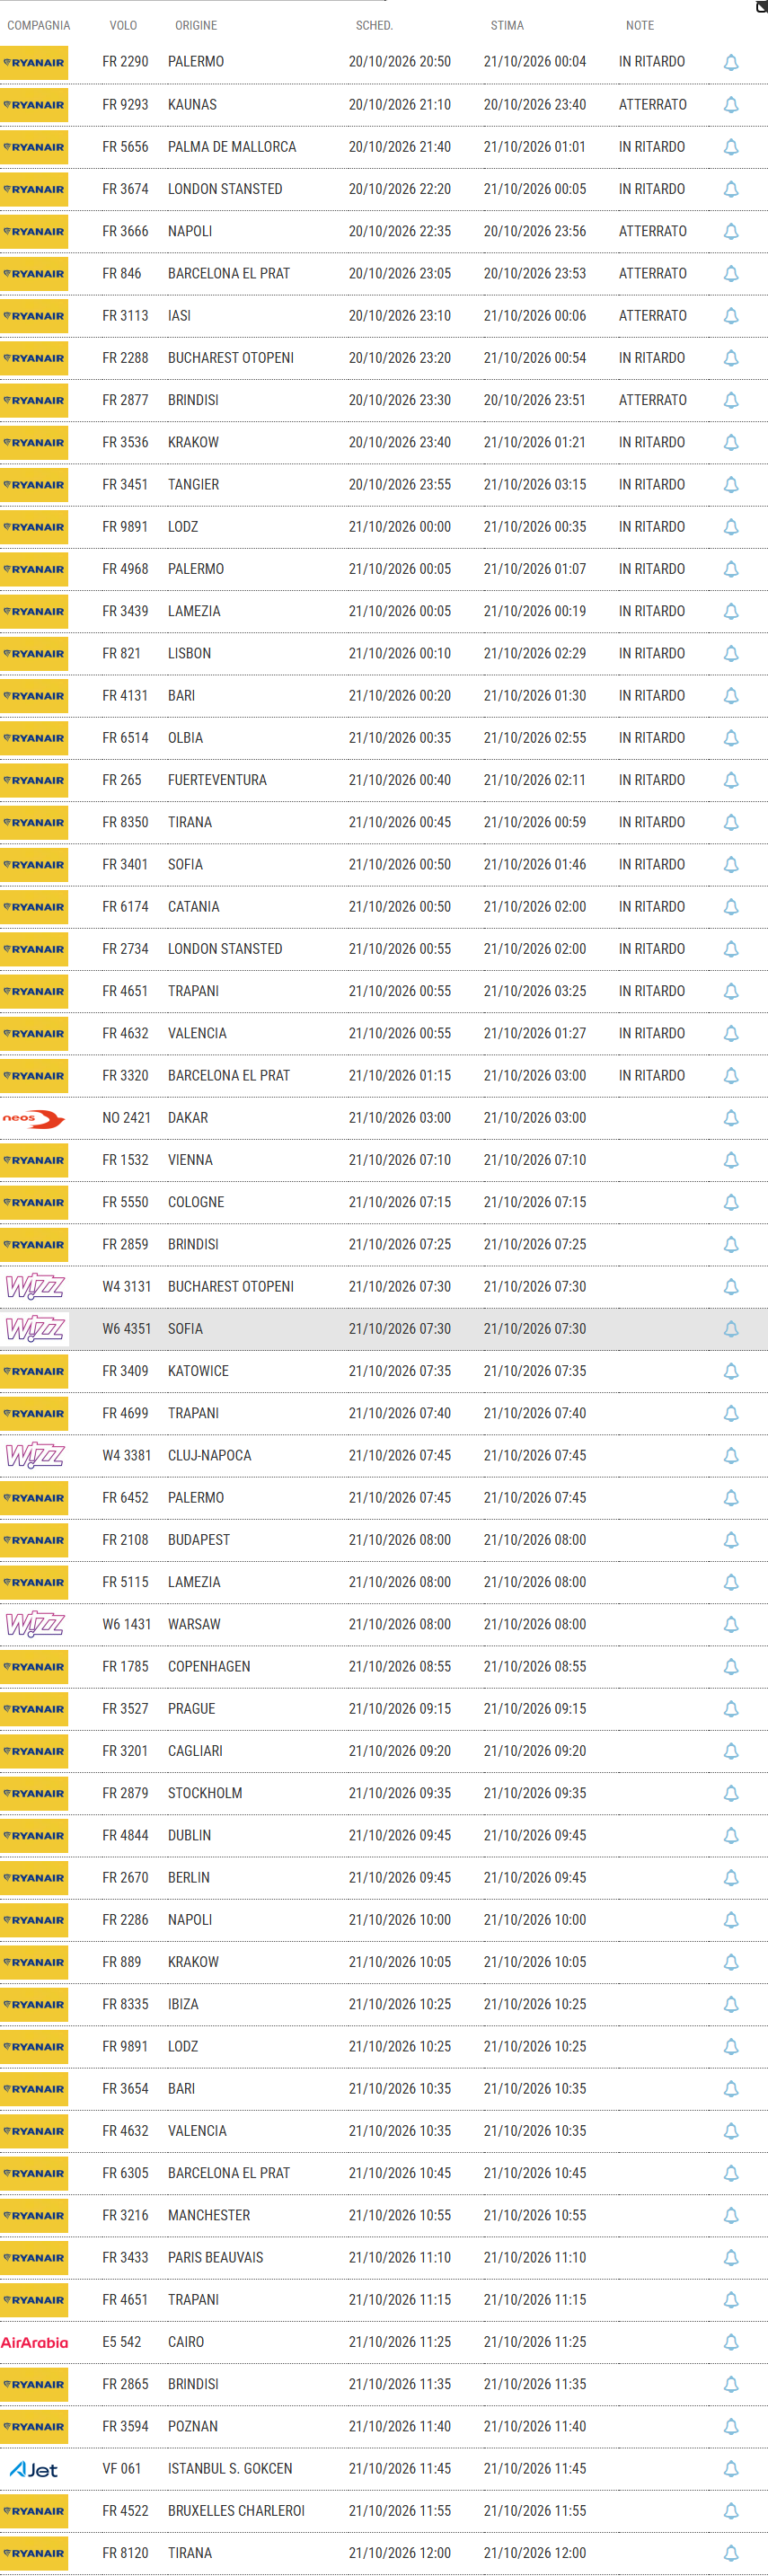 COMPAGNIA VOLO ORIGINE SCHED. STIMA NOTE
RYANAIR FR 2290 PALERMO 20/10/2026 20:50 21/10/2026 00:04 IN RITARDO
RYANAIR FR 9293 KAUNAS 20/10/2026 21:10 20/10/2026 23:40 ATTERRATO
RYANAIR FR 5656 PALMA DE MALLORCA 20/10/2026 21:40 21/10/2026 01:01 IN RITARDO
RYANAIR FR 3674 LONDON STANSTED 20/10/2026 22:20 21/10/2026 00:05 IN RITARDO
RYANAIR FR 3666 NAPOLI 20/10/2026 22:35 20/10/2026 23:56 ATTERRATO
RYANAIR FR 846 BARCELONA EL PRAT 20/10/2026 23:05 20/10/2026 23:53 ATTERRATO
RYANAIR FR 3113 IASI 20/10/2026 23:10 21/10/2026 00:06 ATTERRATO
RYANAIR FR 2288 BUCHAREST OTOPENI 20/10/2026 23:20 21/10/2026 00:54 IN RITARDO
RYANAIR FR 2877 BRINDISI 20/10/2026 23:30 20/10/2026 23:51 ATTERRATO
RYANAIR FR 3536 KRAKOW 20/10/2026 23:40 21/10/2026 01:21 IN RITARDO
RYANAIR FR 3451 TANGIER 20/10/2026 23:55 21/10/2026 03:15 IN RITARDO
RYANAIR FR 9891 LODZ 21/10/2026 00:00 21/10/2026 00:35 IN RITARDO
RYANAIR FR 4968 PALERMO 21/10/2026 00:05 21/10/2026 01:07 IN RITARDO
RYANAIR FR 3439 LAMEZIA 21/10/2026 00:05 21/10/2026 00:19 IN RITARDO
RYANAIR FR 821 LISBON 21/10/2026 00:10 21/10/2026 02:29 IN RITARDO
RYANAIR FR 4131 BARI 21/10/2026 00:20 21/10/2026 01:30 IN RITARDO
RYANAIR FR 6514 OLBIA 21/10/2026 00:35 21/10/2026 02:55 IN RITARDO
RYANAIR FR 265 FUERTEVENTURA 21/10/2026 00:40 21/10/2026 02:11 IN RITARDO
RYANAIR FR 8350 TIRANA 21/10/2026 00:45 21/10/2026 00:59 IN RITARDO
RYANAIR FR 3401 SOFIA 21/10/2026 00:50 21/10/2026 01:46 IN RITARDO
RYANAIR FR 6174 CATANIA 21/10/2026 00:50 21/10/2026 02:00 IN RITARDO
RYANAIR FR 2734 LONDON STANSTED 21/10/2026 00:55 21/10/2026 02:00 IN RITARDO
RYANAIR FR 4651 TRAPANI 21/10/2026 00:55 21/10/2026 03:25 IN RITARDO
RYANAIR FR 4632 VALENCIA 21/10/2026 00:55 21/10/2026 01:27 IN RITARDO
RYANAIR FR 3320 BARCELONA EL PRAT 21/10/2026 01:15 21/10/2026 03:00 IN RITARDO
neos NO 2421 DAKAR 21/10/2026 03:00 21/10/2026 03:00
RYANAIR FR 1532 VIENNA 21/10/2026 07:10 21/10/2026 07:10
RYANAIR FR 5550 COLOGNE 21/10/2026 07:15 21/10/2026 07:15
RYANAIR FR 2859 BRINDISI 21/10/2026 07:25 21/10/2026 07:25
Wizz W4 3131 BUCHAREST OTOPENI 21/10/2026 07:30 21/10/2026 07:30
Wizz W6 4351 SOFIA 21/10/2026 07:30 21/10/2026 07:30
RYANAIR FR 3409 KATOWICE 21/10/2026 07:35 21/10/2026 07:35
RYANAIR FR 4699 TRAPANI 21/10/2026 07:40 21/10/2026 07:40
Wizz W4 3381 CLUJ-NAPOCA 21/10/2026 07:45 21/10/2026 07:45
RYANAIR FR 6452 PALERMO 21/10/2026 07:45 21/10/2026 07:45
RYANAIR FR 2108 BUDAPEST 21/10/2026 08:00 21/10/2026 08:00
RYANAIR FR 5115 LAMEZIA 21/10/2026 08:00 21/10/2026 08:00
Wizz W6 1431 WARSAW 21/10/2026 08:00 21/10/2026 08:00
RYANAIR FR 1785 COPENHAGEN 21/10/2026 08:55 21/10/2026 08:55
RYANAIR FR 3527 PRAGUE 21/10/2026 09:15 21/10/2026 09:15
RYANAIR FR 3201 CAGLIARI 21/10/2026 09:20 21/10/2026 09:20
RYANAIR FR 2879 STOCKHOLM 21/10/2026 09:35 21/10/2026 09:35
RYANAIR FR 4844 DUBLIN 21/10/2026 09:45 21/10/2026 09:45
RYANAIR FR 2670 BERLIN 21/10/2026 09:45 21/10/2026 09:45
RYANAIR FR 2286 NAPOLI 21/10/2026 10:00 21/10/2026 10:00
RYANAIR FR 889 KRAKOW 21/10/2026 10:05 21/10/2026 10:05
RYANAIR FR 8335 IBIZA 21/10/2026 10:25 21/10/2026 10:25
RYANAIR FR 9891 LODZ 21/10/2026 10:25 21/10/2026 10:25
RYANAIR FR 3654 BARI 21/10/2026 10:35 21/10/2026 10:35
RYANAIR FR 4632 VALENCIA 21/10/2026 10:35 21/10/2026 10:35
RYANAIR FR 6305 BARCELONA EL PRAT 21/10/2026 10:45 21/10/2026 10:45
RYANAIR FR 3216 MANCHESTER 21/10/2026 10:55 21/10/2026 10:55
RYANAIR FR 3433 PARIS BEAUVAIS 21/10/2026 11:10 21/10/2026 11:10
RYANAIR FR 4651 TRAPANI 21/10/2026 11:15 21/10/2026 11:15
AirArabia E5 542 CAIRO 21/10/2026 11:25 21/10/2026 11:25
RYANAIR FR 2865 BRINDISI 21/10/2026 11:35 21/10/2026 11:35
RYANAIR FR 3594 POZNAN 21/10/2026 11:40 21/10/2026 11:40
AJet VF 061 ISTANBUL S. GOKCEN 21/10/2026 11:45 21/10/2026 11:45
RYANAIR FR 4522 BRUXELLES CHARLEROI 21/10/2026 11:55 21/10/2026 11:55
RYANAIR FR 8120 TIRANA 21/10/2026 12:00 21/10/2026 12:00